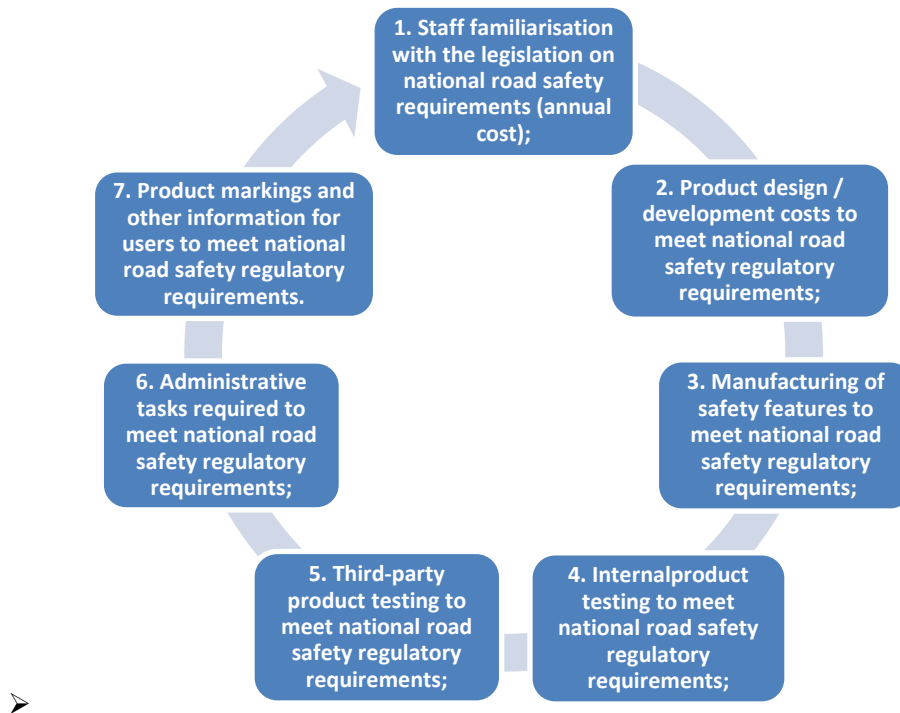 1. Staff familiarisation
with the legislation on
national road safety
requirements (annual
cost);
2. Product design /
development costs to
meet national road
safety regulatory
requirements;
3. Manufacturing of
safety features to
meet national road
safety regulatory
requirements;
4. Internalproduct
testing to meet
national road safety
regulatory
requirements;
5. Third-party
product testing to
meet national road
safety regulatory
requirements;
6. Administrative
tasks required to
meet national road
safety regulatory
requirements;
7. Product markings and
other information for
users to meet national
road safety regulatory
requirements.